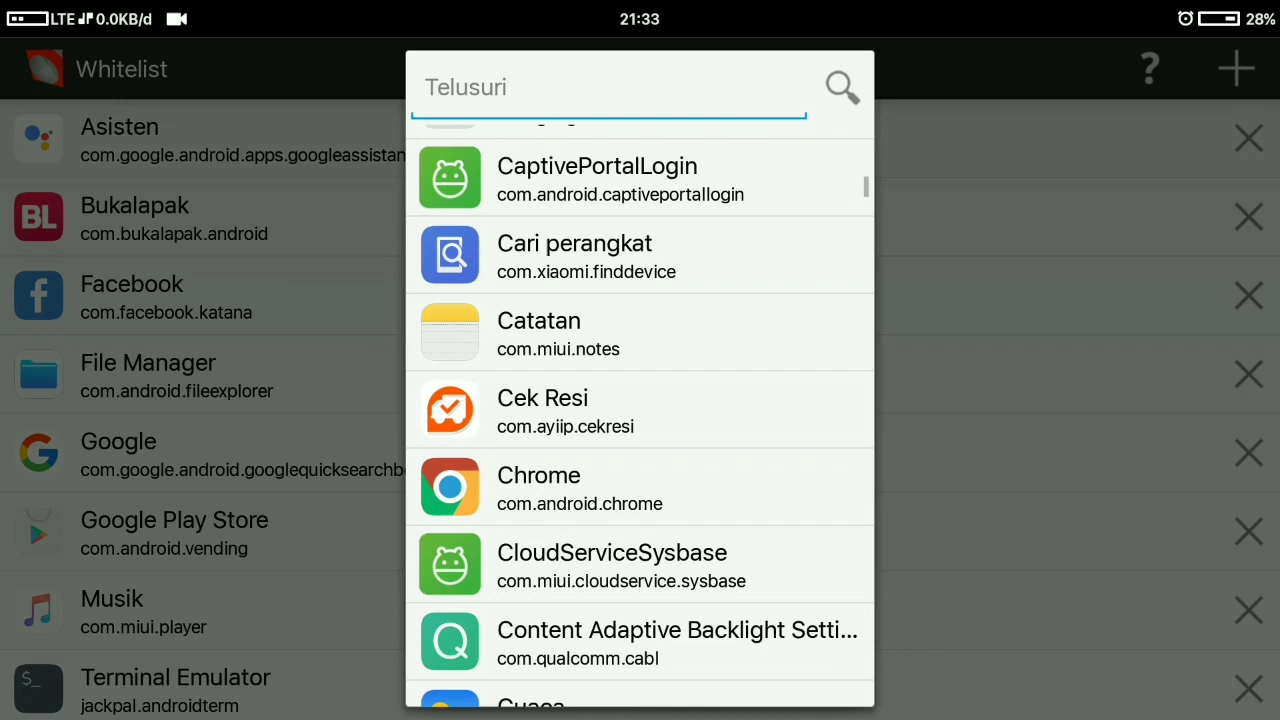 LTE 0.0KB/d
21:33
28%
Whitelist
Asisten
com.google.android.apps.googleassistan
Bukalapak
com.bukalapak.android
Facebook
com.facebook.katana
File Manager
com.android.fileexplorer
Google
com.google.android.googlequicksearchb
Google Play Store
com.android.vending
Musik
com.miui.player
Terminal Emulator
jackpal.androidterm
Telusuri
CaptivePortalLogin
com.android.captiveportallogin
Cari perangkat
com.xiaomi.finddevice
Catatan
com.miui.notes
Cek Resi
com.ayiip.cekresi
Chrome
com.android.chrome
CloudServiceSysbase
com.miui.cloudservice.sysbase
Content Adaptive Backlight Setti...
com.qualcomm.cabl